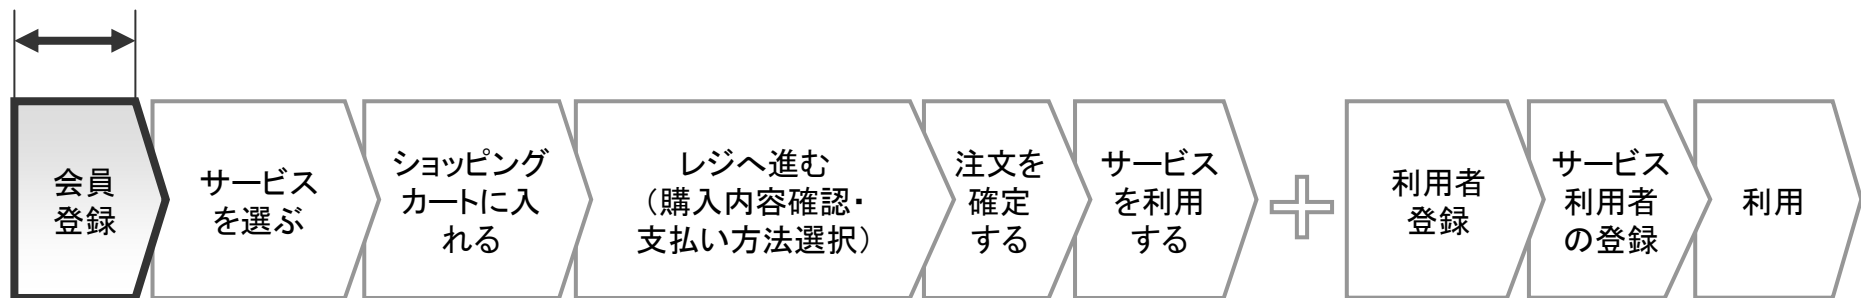 会員
登録
サービス
を選ぶ
ショッピング
カートに入
れる
レジへ進む
（購入内容確認・
支払い方法選択）
注文を
確定
する
サービス
を利用
する
利用者
登録
サービス
利用者
の登録
利用